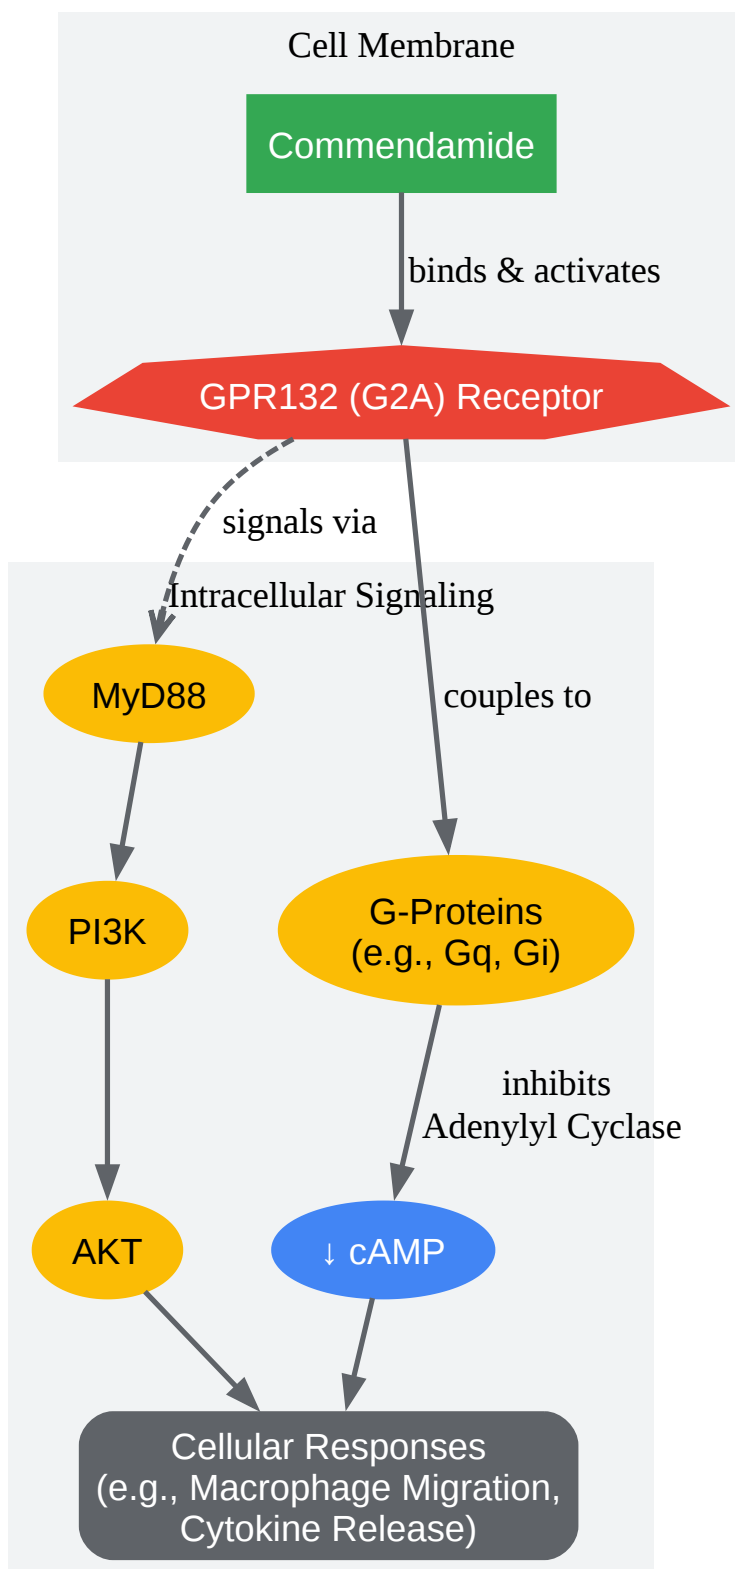 Cell Membrane
Commendamide
binds & activates
GPR132 (G2A) Receptor
signals via
Intracellular Signaling
MyD88
couples to
PI3K
G-Proteins
(e.g., Gq, Gi)
inhibits
Adenylyl Cyclase
AKT
↓ cAMP
Cellular Responses
(e.g., Macrophage Migration,
Cytokine Release)